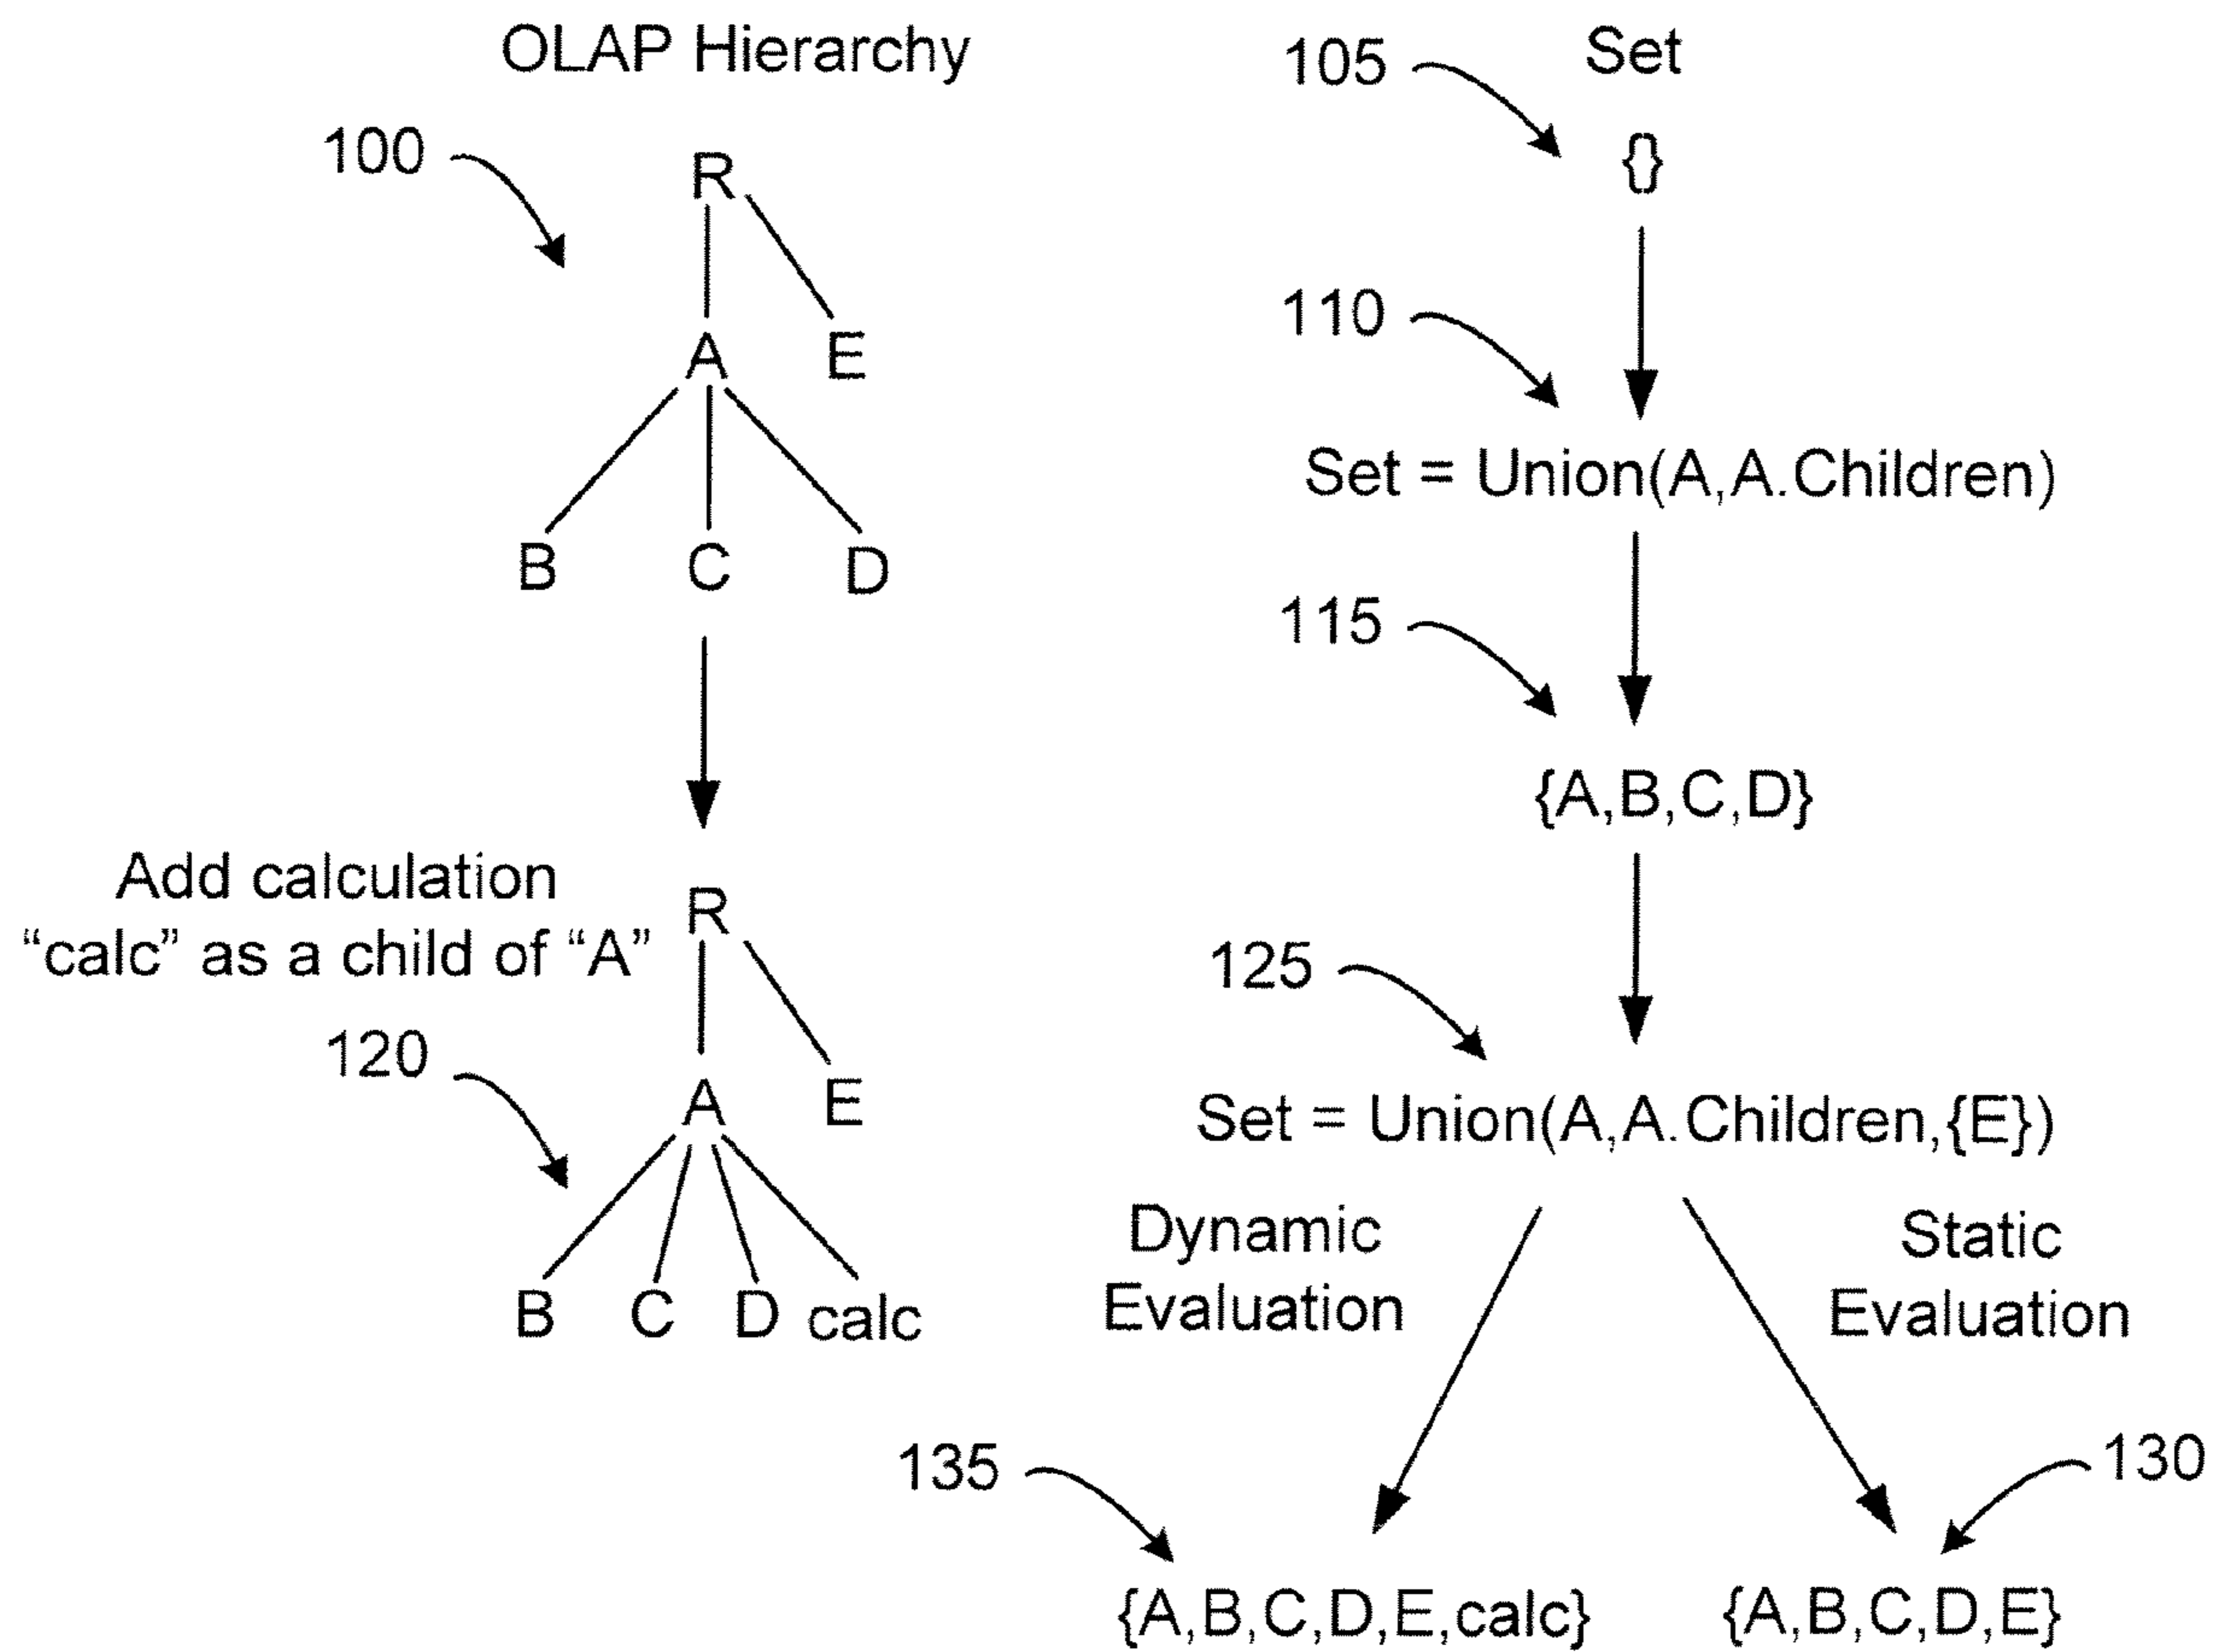 OLAP Hierarchy
100
R
A
E
B
C
D
Add calculation
“calc” as a child of “A”
120
R
A
E
B
C
D
calc
105
Set
{}
110
Set = Union(A,A.Children)
115
{A,B,C,D}
125
Set = Union(A,A.Children,{E})
Dynamic
Evaluation
Static
Evaluation
135
130
{A,B,C,D,E,calc}
{A,B,C,D,E}